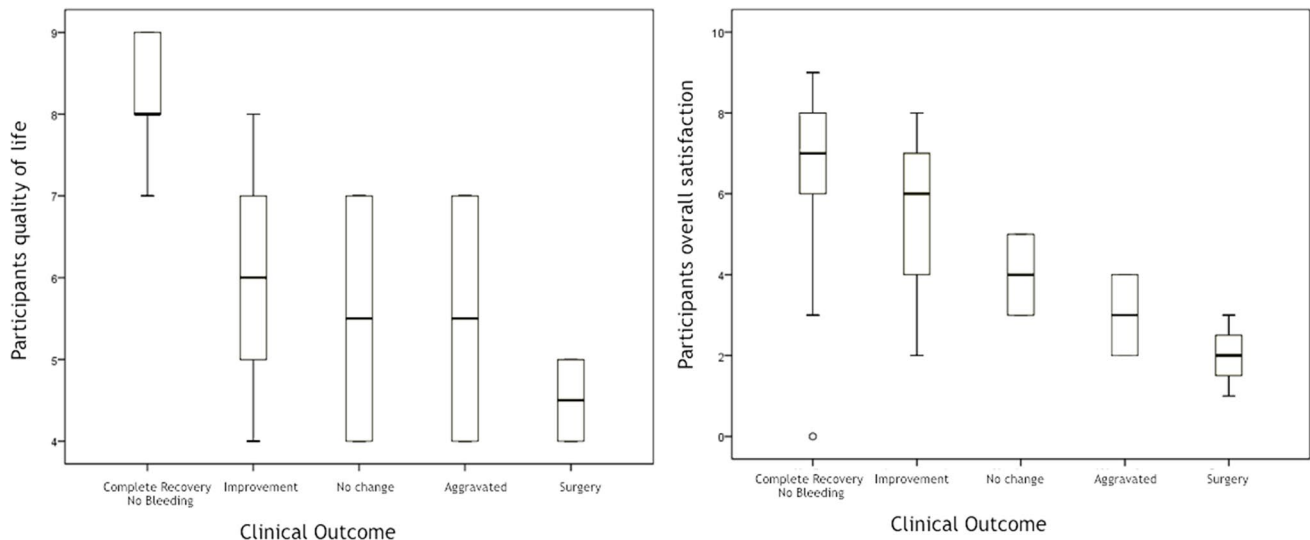 Participants quality of life
9
8
7
6
5
4
Complete Recovery
No Bleeding
Improvement
No change
Aggravated
Surgery
Clinical Outcome
Participants overall satisfaction
10
8
6
4
2
0
Complete Recovery
No Bleeding
Improvement
No change
Aggravated
Surgery
Clinical Outcome